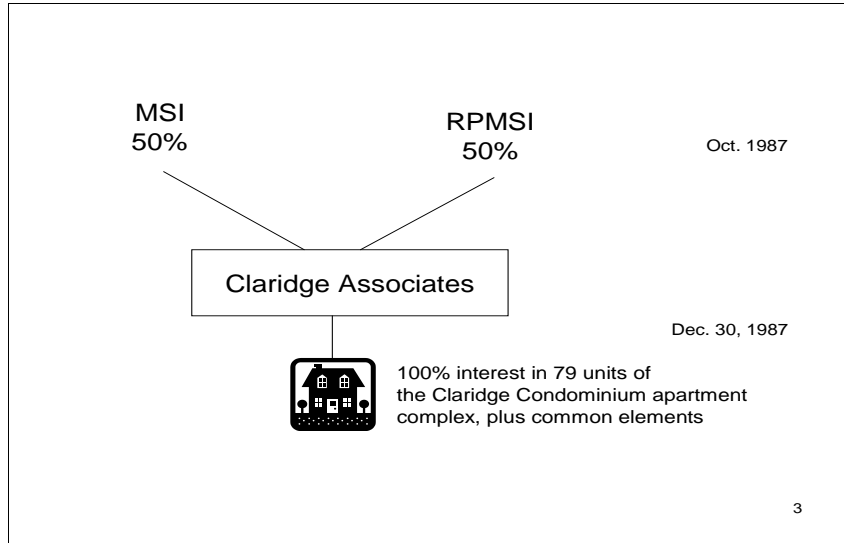 MSI
50%
RPMSI
50%
Oct. 1987
Claridge Associates
Dec. 30, 1987
100% interest in 79 units of
the Claridge Condominium apartment
complex, plus common elements
3